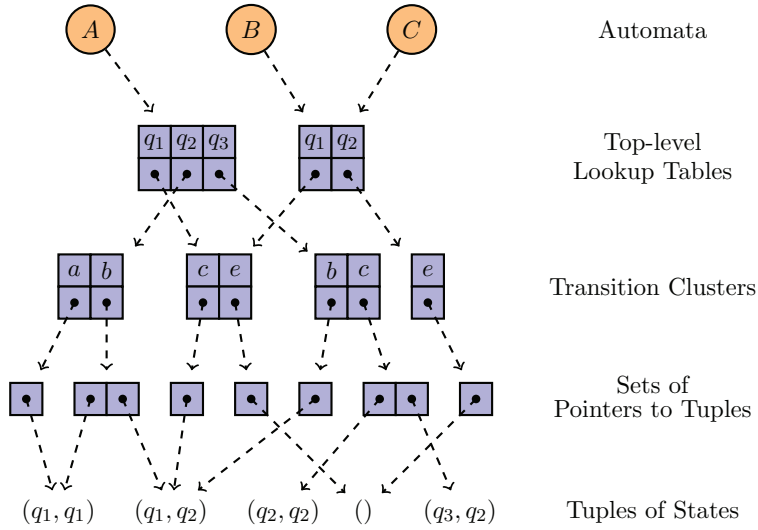 A B C Automata
q₁ q₂ q₃ q₁ q₂ Top-level
Lookup Tables
a b c e b c e Transition Clusters
Sets of
Pointers to Tuples
(q₁, q₁) (q₁, q₂) (q₂, q₂) () (q₃, q₂) Tuples of States